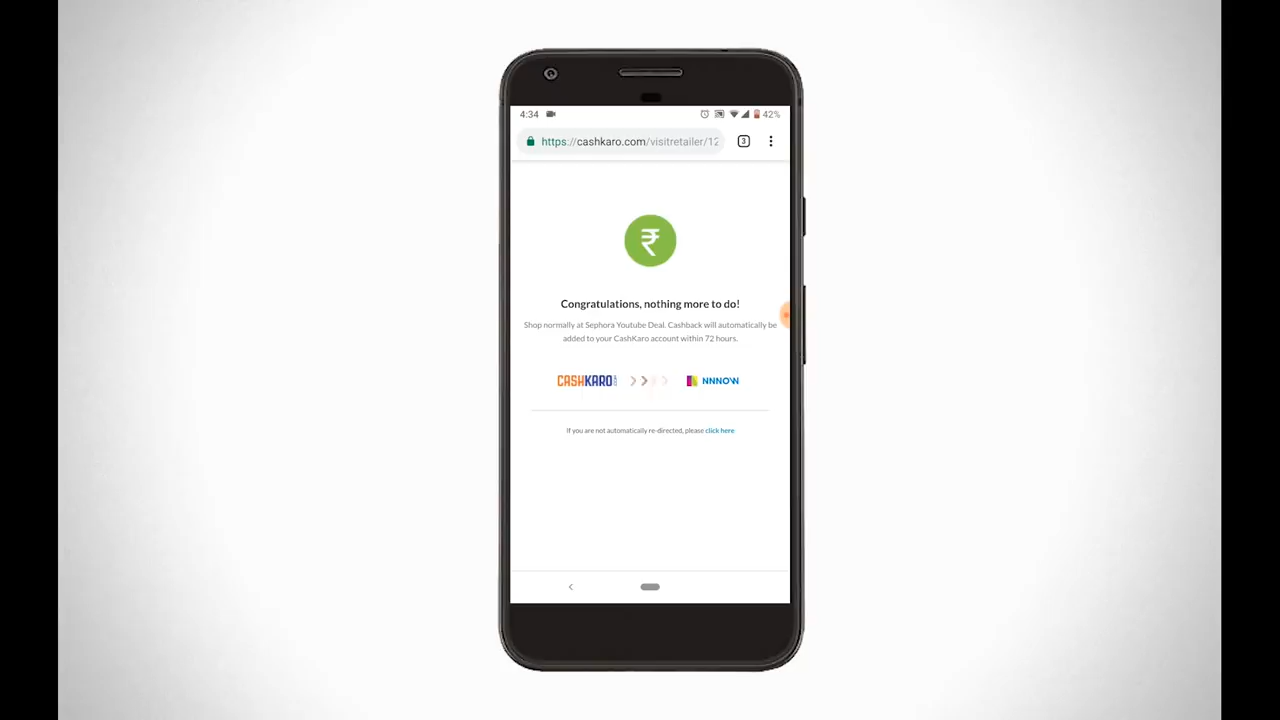 4:34 42%
https://cashkaro.com/visitretailer/12 3
₹
Congratulations, nothing more to do!
Shop normally at Sephora Youtube Deal. Cashback will automatically be
added to your CashKaro account within 72 hours.
CASHKARO NNNOW
If you are not automatically re-directed, please click here